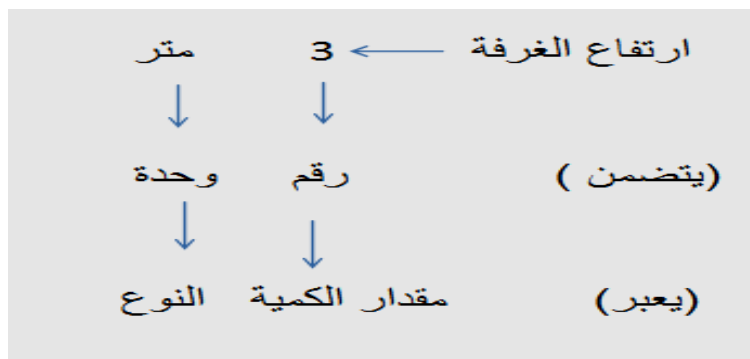 ارتفاع الغرفة 3 متر
(يتضمن ) رقم وحدة
(يعبر) مقدار الكمية النوع